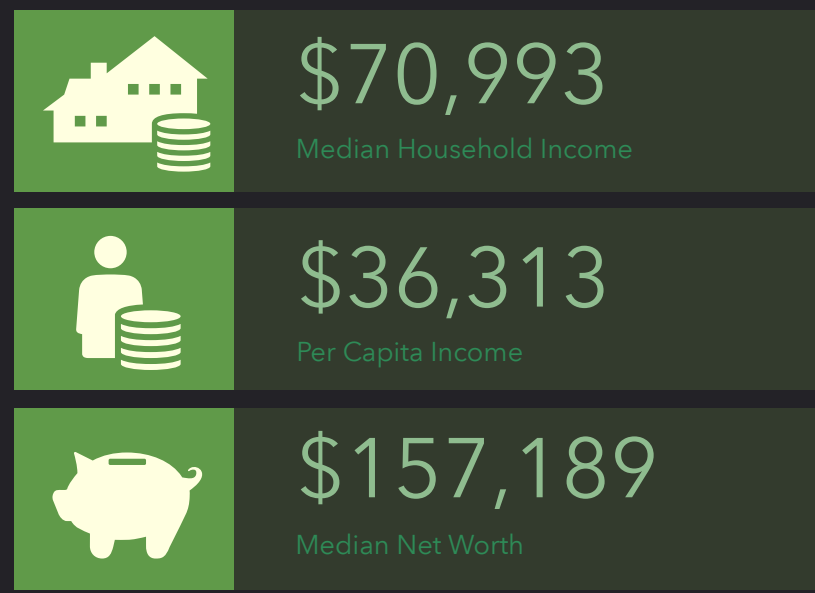 $70,993
Median Household Income
$36,313
Per Capita Income
$157,189
Median Net Worth